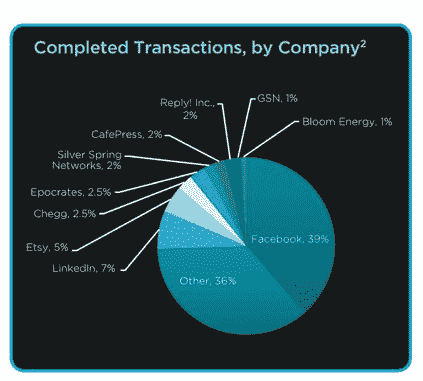 Completed Transactions, by Company²
Reply! Inc.,
2%
GSN, 1%
CafePress, 2%
Bloom Energy, 1%
Silver Spring
Networks, 2%
Epocrates, 2.5%
Chegg, 2.5%
Etsy, 5%
LinkedIn, 7%
Facebook, 39%
Other, 36%